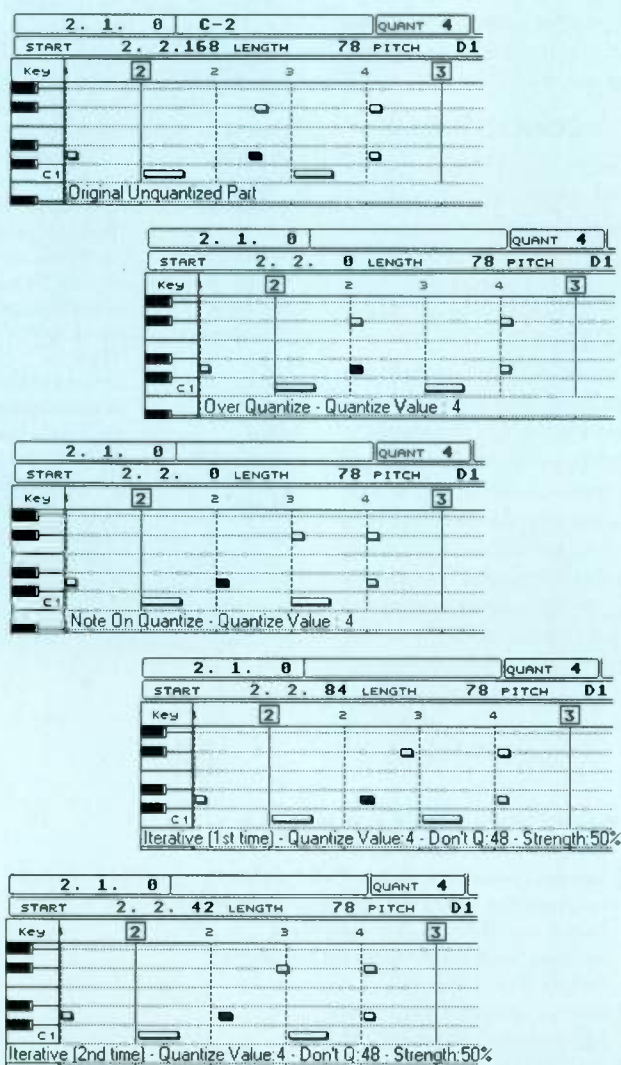 2. 1. 0 C-2 QUANT 4
START 2. 2.168 LENGTH 78 PITCH D1
Key 2 2 3 4 3
C1
Original Unquantized Part
2. 1. 0 QUANT 4
START 2. 2. 0 LENGTH 78 PITCH D1
Key 2 2 3 4 3
C1
Over Quantize - Quantize Value : 4
2. 1. 0 QUANT 4
START 2. 2. 0 LENGTH 78 PITCH D1
Key 2 2 3 4 3
C1
Note On Quantize - Quantize Value : 4
2. 1. 0 QUANT 4
START 2. 2. 84 LENGTH 78 PITCH D1
Key 2 2 3 4 3
C1
Iterative (1st time) - Quantize Value:4 - Don't Q:48 - Strength:50%
2. 1. 0 QUANT 4
START 2. 2. 42 LENGTH 78 PITCH D1
Key 2 2 3 4 3
C1
Iterative (2nd time) - Quantize Value:4 - Don't Q:48 - Strength:50%